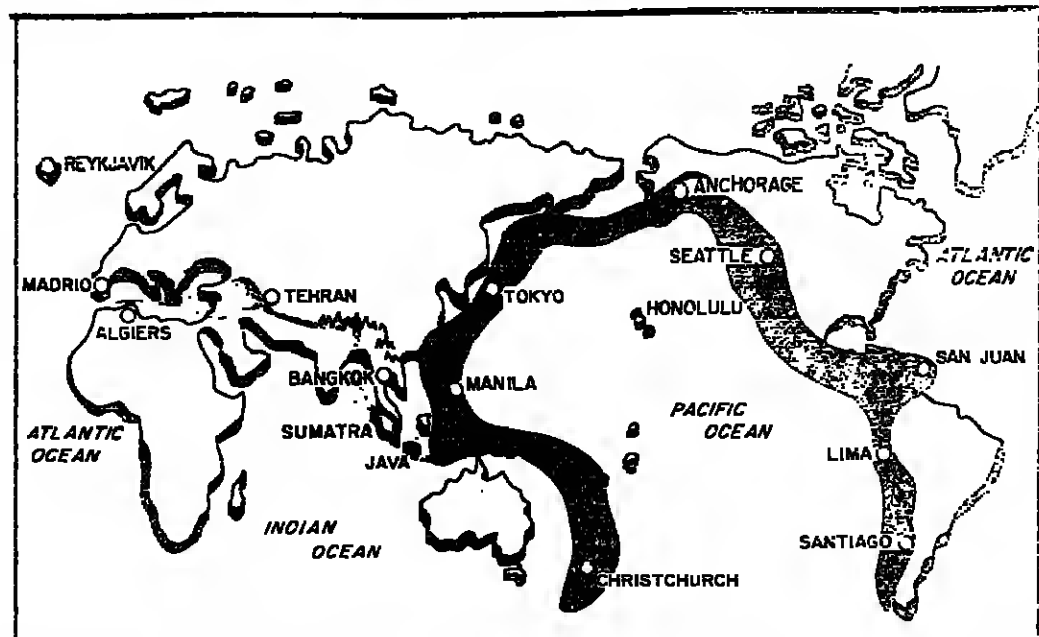 REYKJAVIK
ANCHORAGE
SEATTLE
ATLANTIC
OCEAN
MADRIO
TEHRAN
TOKYO
HONOLULU
ALGIERS
SAN JUAN
BANGKOK
MANILA
PACIFIC
OCEAN
ATLANTIC
OCEAN
SUMATRA
JAVA
LIMA
INDIAN
OCEAN
SANTIAGO
CHRISTCHURCH